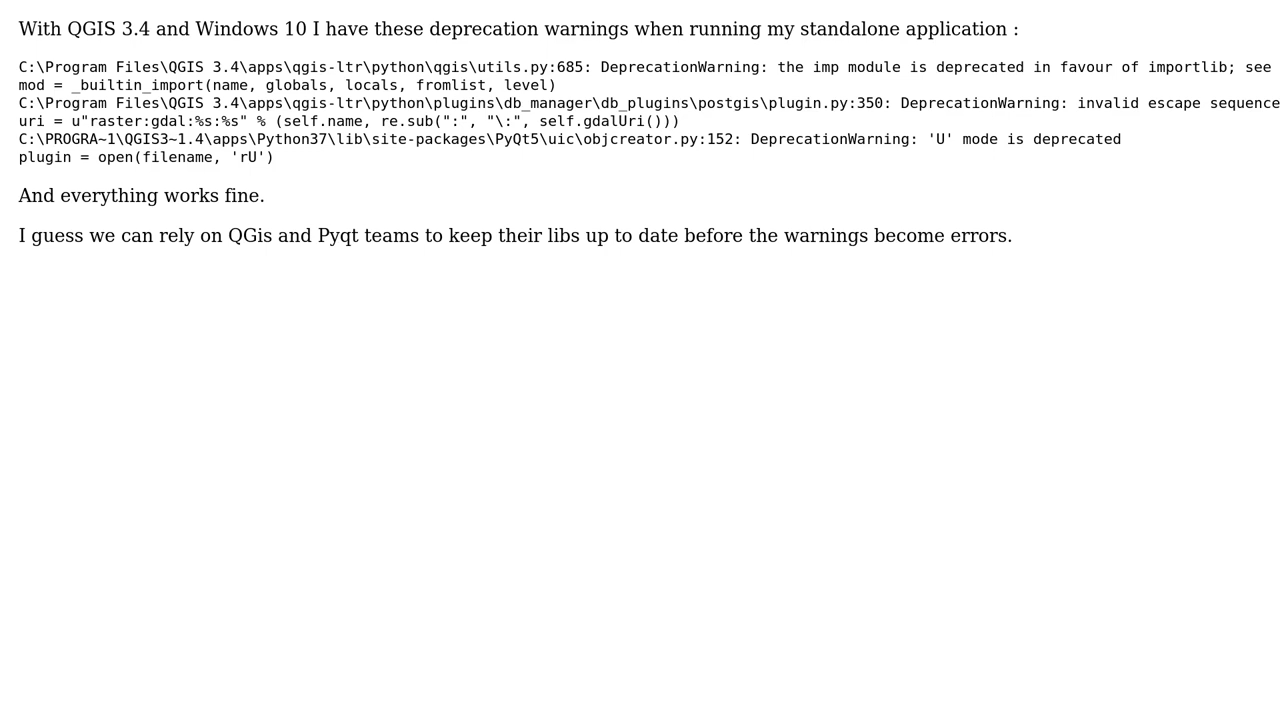 With QGIS 3.4 and Windows 10 I have these deprecation warnings when running my standalone application :
C:\Program Files\QGIS 3.4\apps\qgis-ltr\python\qgis\utils.py:685: DeprecationWarning: the imp module is deprecated in favour of importlib; see
mod = _builtin_import(name, globals, locals, fromlist, level)
C:\Program Files\QGIS 3.4\apps\qgis-ltr\python\plugins\db_manager\db_plugins\postgis\plugin.py:350: DeprecationWarning: invalid escape sequence
uri = u"raster:gdal:%s:%s" % (self.name, re.sub(":", "\:", self.gdalUri()))
C:\PROGRA~1\QGIS3~1.4\apps\Python37\lib\site-packages\PyQt5\uic\objcreator.py:152: DeprecationWarning: 'U' mode is deprecated
plugin = open(filename, 'rU')
And everything works fine.
I guess we can rely on QGis and Pyqt teams to keep their libs up to date before the warnings become errors.